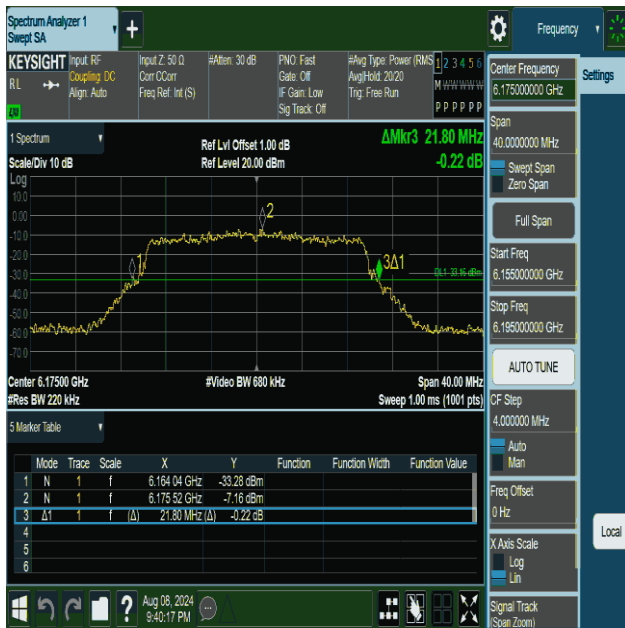 Spectrum Analyzer 1
Swept SA
+
Frequency
KEYSIGHT
RL
Input: RF
Coupling: DC
Align: Auto
Input Z: 50 Ω
Corr CCorr
Freq Ref: Int (S)
#Atten: 30 dB
PNO: Fast
Gate: Off
IF Gain: Low
Sig Track: Off
#Avg Type: Power (RMS
Avg|Hold: 20/20
Trig: Free Run
1 2 3 4 5 6
M W W W W W
P P P P P P
Center Frequency
6.175000000 GHz
Settings
Span
40.0000000 MHz
Swept Span
Zero Span
Full Span
Start Freq
6.155000000 GHz
Stop Freq
6.195000000 GHz
AUTO TUNE
CF Step
4.000000 MHz
Auto
Man
Freq Offset
0 Hz
X Axis Scale
Log
Lin
Signal Track
(Span Zoom)
Local
1 Spectrum
Scale/Div 10 dB
Ref Lvl Offset 1.00 dB
Ref Level 20.00 dBm
ΔMkr3 21.80 MHz
-0.22 dB
Log
10.0
0.00
-10.0
-20.0
-30.0
-40.0
-50.0
-60.0
-70.0
1
2
3Δ1
DL1 -33.16 dBm
Center 6.17500 GHz
#Video BW 680 kHz
Span 40.00 MHz
#Res BW 220 kHz
Sweep 1.00 ms (1001 pts)
5 Marker Table
Mode Trace Scale X Y Function Function Width Function Value
1 N 1 f 6.164 04 GHz -33.28 dBm
2 N 1 f 6.175 52 GHz -7.16 dBm
3 Δ1 1 f (Δ) 21.80 MHz (Δ) -0.22 dB
4
5
6
?
Aug 08, 2024
9:40:17 PM